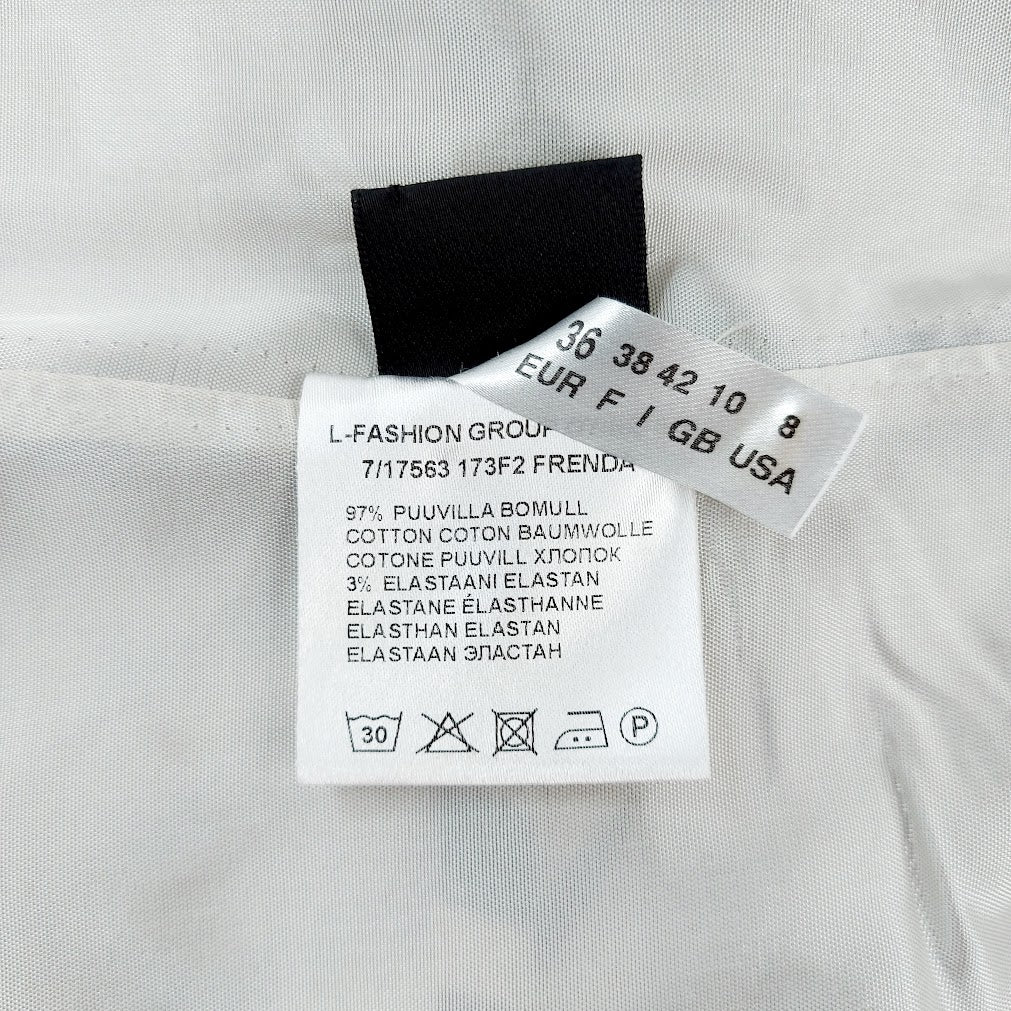 36 38 42 10 8
EUR F I GB USA
L-FASHION GROUP
7/17563 173F2 FRENDA
97% PUUVILLA BOMULL
COTTON COTON BAUMWOLLE
COTONE PUUVILL ХЛОПОК
3% ELASTAANI ELASTAN
ELASTANE ÉLASTHANNE
ELASTHAN ELASTAN
ELASTAAN ЭЛАСТАН
30 P